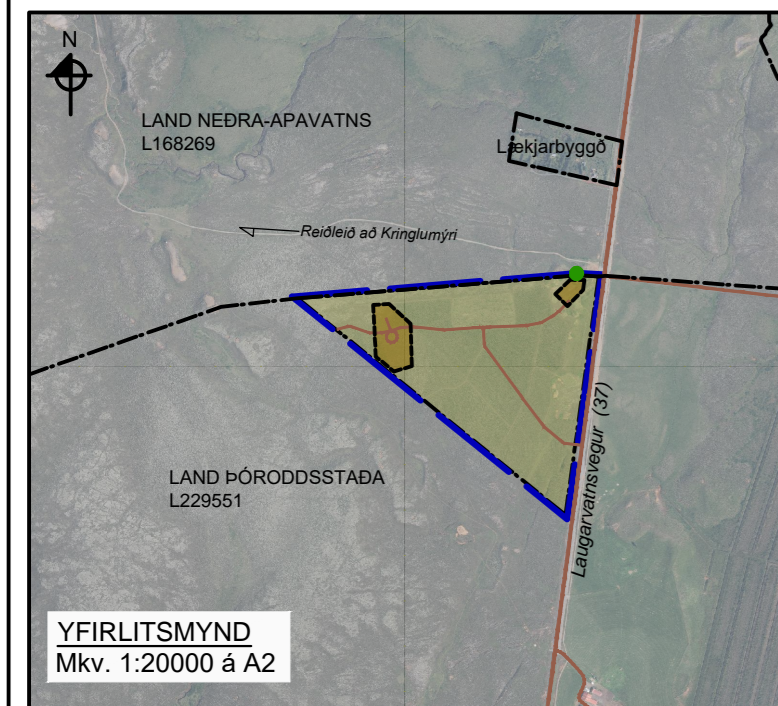 N
LAND NEÐRA-APAVATNS
L168269
Lækjarbyggð
Reiðleið að Kringlumýri
Laugarvatnsvegur (37)
LAND ÞÓRODDSSTAÐA
L229551
YFIRLITSMYND
Mkv. 1:20000 á A2